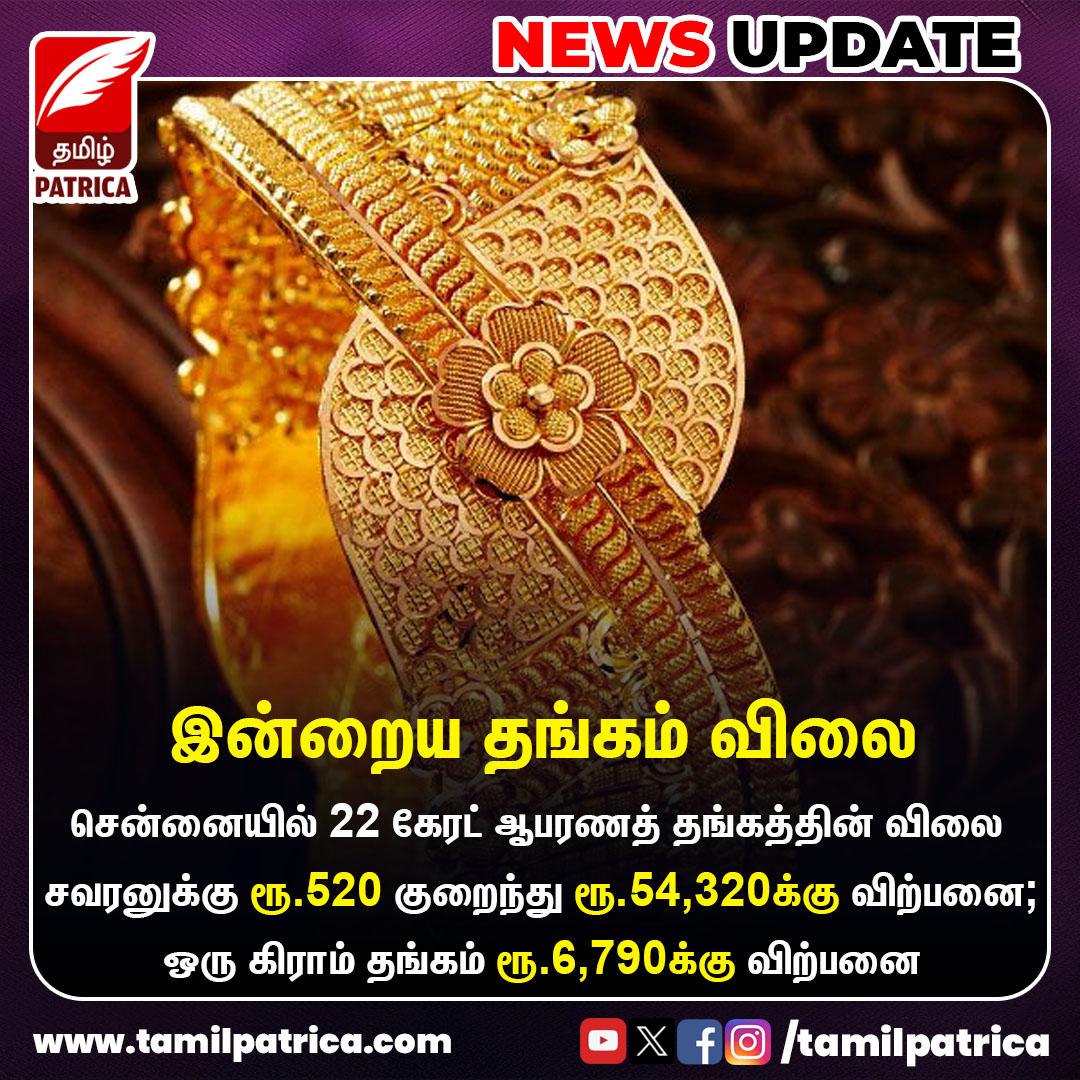 NEWS UPDATE
தமிழ்
PATRICA
இன்றைய தங்கம் விலை
சென்னையில் 22 கேரட் ஆபரணத் தங்கத்தின் விலை
சவரனுக்கு ரூ.520 குறைந்து ரூ.54,320க்கு விற்பனை;
ஒரு கிராம் தங்கம் ரூ.6,790க்கு விற்பனை
www.tamilpatrica.com
/tamilpatrica